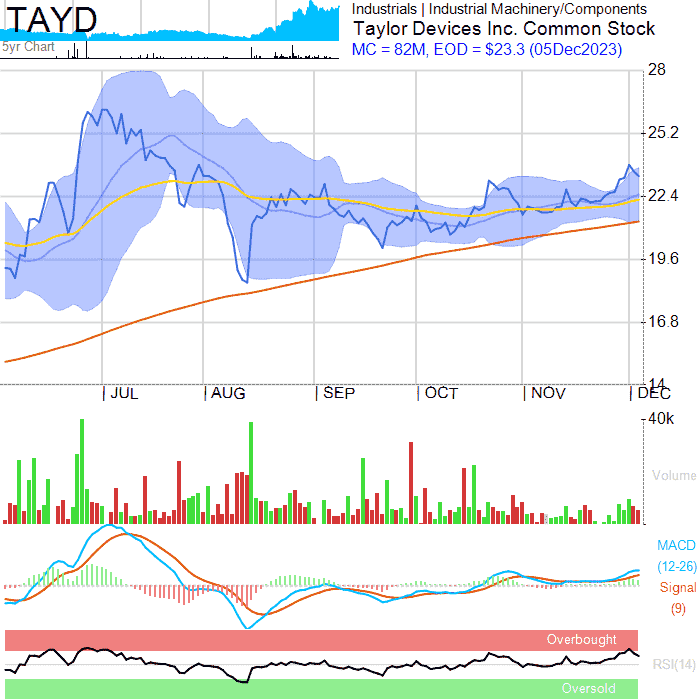 TAYD
5yr Chart
Industrials | Industrial Machinery/Components
Taylor Devices Inc. Common Stock
MC = 82M, EOD = $23.3 (05Dec2023)
28
25.2
22.4
19.6
16.8
14
JUL AUG SEP OCT NOV DEC
40k
Volume
MACD
(12-26)
Signal
(9)
Overbought
RSI(14)
Oversold